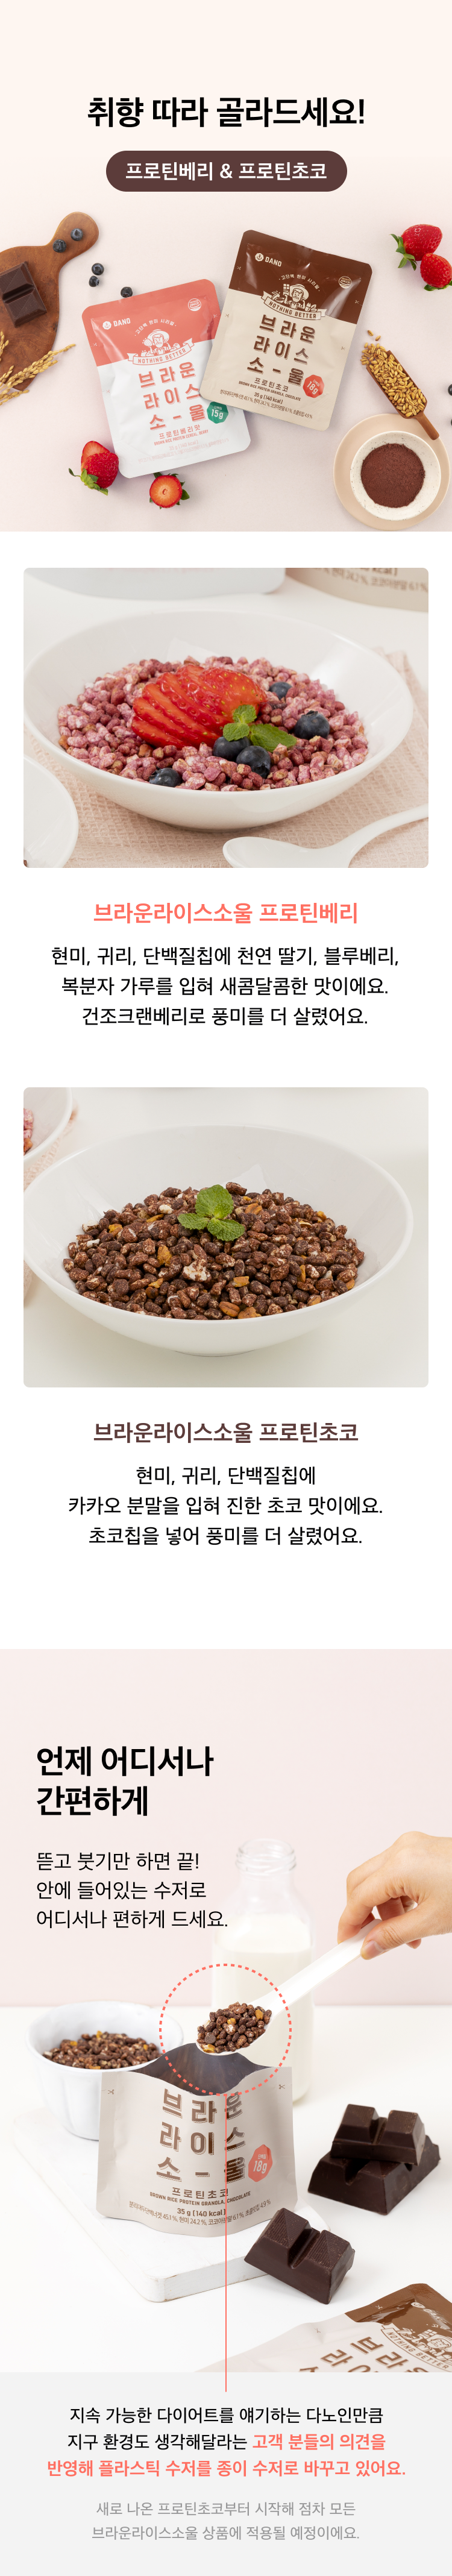 취향 따라 골라드세요!
프로틴베리 & 프로틴초코
DANO
NOTHING BETTER
브라운
라이스
소-울
15g
프로틴베리맛
DANO
NOTHING BETTER
브라운
라이스
소-울
18g
프로틴초코
BROWN RICE PROTEIN GRANOLA, CHOCOLATE
35 g (140 kcal)
브라운라이스소울 프로틴베리
현미, 귀리, 단백질칩에 천연 딸기, 블루베리,
복분자 가루를 입혀 새콤달콤한 맛이에요.
건조크랜베리로 풍미를 더 살렸어요.
브라운라이스소울 프로틴초코
현미, 귀리, 단백질칩에
카카오 분말을 입혀 진한 초코 맛이에요.
초코칩을 넣어 풍미를 더 살렸어요.
언제 어디서나
간편하게
뜯고 붓기만 하면 끝!
안에 들어있는 수저로
어디서나 편하게 드세요.
브라운
라이스
소-울
18g
프로틴초코
BROWN RICE PROTEIN GRANOLA, CHOCOLATE
35 g (140 kcal)
NOTHING BETTER
브라운
라이스
지속 가능한 다이어트를 얘기하는 다노인만큼
지구 환경도 생각해달라는 고객 분들의 의견을
반영해 플라스틱 수저를 종이 수저로 바꾸고 있어요.
새로 나온 프로틴초코부터 시작해 점차 모든
브라운라이스소울 상품에 적용될 예정이에요.